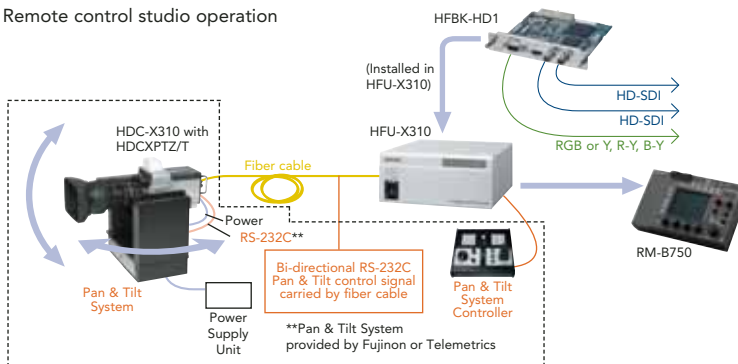 Remote control studio operation
HFBK-HD1
(Installed in
HFU-X310)
HD-SDI
HD-SDI
RGB or Y, R-Y, B-Y
HDC-X310 with
HDCXPTZ/T
HFU-X310
Fiber cable
Power
RS-232C**
RM-B750
Pan & Tilt
System
Bi-directional RS-232C
Pan & Tilt control signal
carried by fiber cable
Pan & Tilt
System
Controller
Power
Supply
Unit
**Pan & Tilt System
provided by Fujinon or Telemetrics